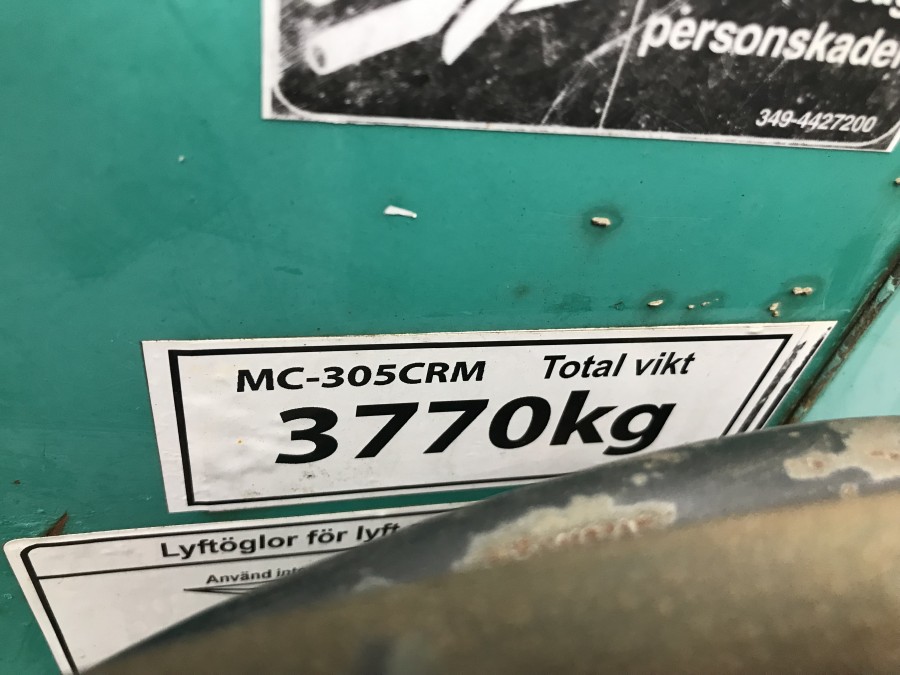 personskador
349-4427200
MC-305CRM Total vikt
3770kg
Lyftöglor för lyft
Använd inte